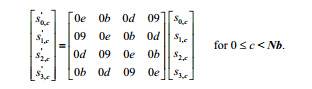 s'0,c 0e 0b 0d 09 s0,c
s'1,c = 09 0e 0b 0d s1,c for 0 ≤ c < Nb.
s'2,c 0d 09 0e 0b s2,c
s'3,c 0b 0d 09 0e s3,c